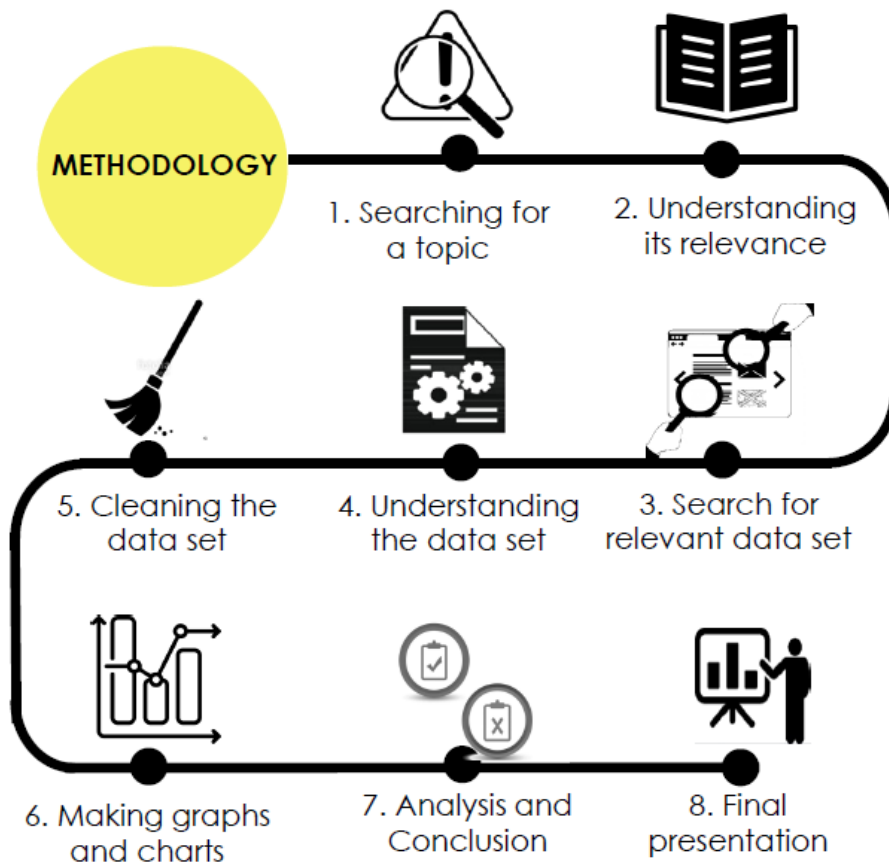 METHODOLOGY
1. Searching for
a topic
2. Understanding
its relevance
3. Search for
relevant data set
4. Understanding
the data set
5. Cleaning the
data set
6. Making graphs
and charts
7. Analysis and
Conclusion
8. Final
presentation